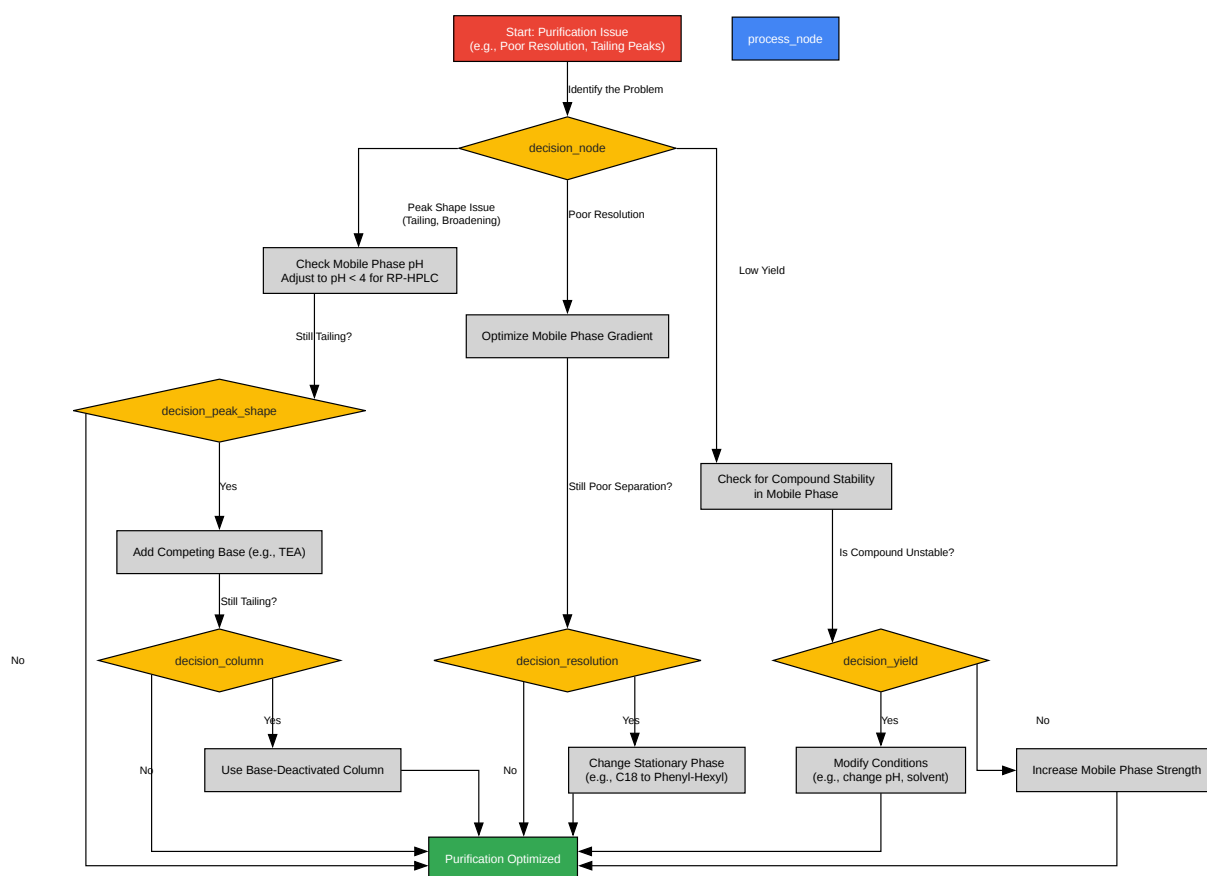 Start: Purification Issue
(e.g., Poor Resolution, Tailing Peaks)
process_node
Identify the Problem
decision_node
Peak Shape Issue
(Tailing, Broadening)
Poor Resolution
Low Yield
Check Mobile Phase pH
Adjust to pH < 4 for RP-HPLC
Optimize Mobile Phase Gradient
Still Tailing?
decision_peak_shape
Yes
Still Poor Separation?
Check for Compound Stability
in Mobile Phase
Add Competing Base (e.g., TEA)
Is Compound Unstable?
Still Tailing?
No
decision_column
decision_resolution
decision_yield
Yes
Yes
Yes
No
No
Use Base-Deactivated Column
No
Change Stationary Phase
(e.g., C18 to Phenyl-Hexyl)
Modify Conditions
(e.g., change pH, solvent)
Increase Mobile Phase Strength
Purification Optimized